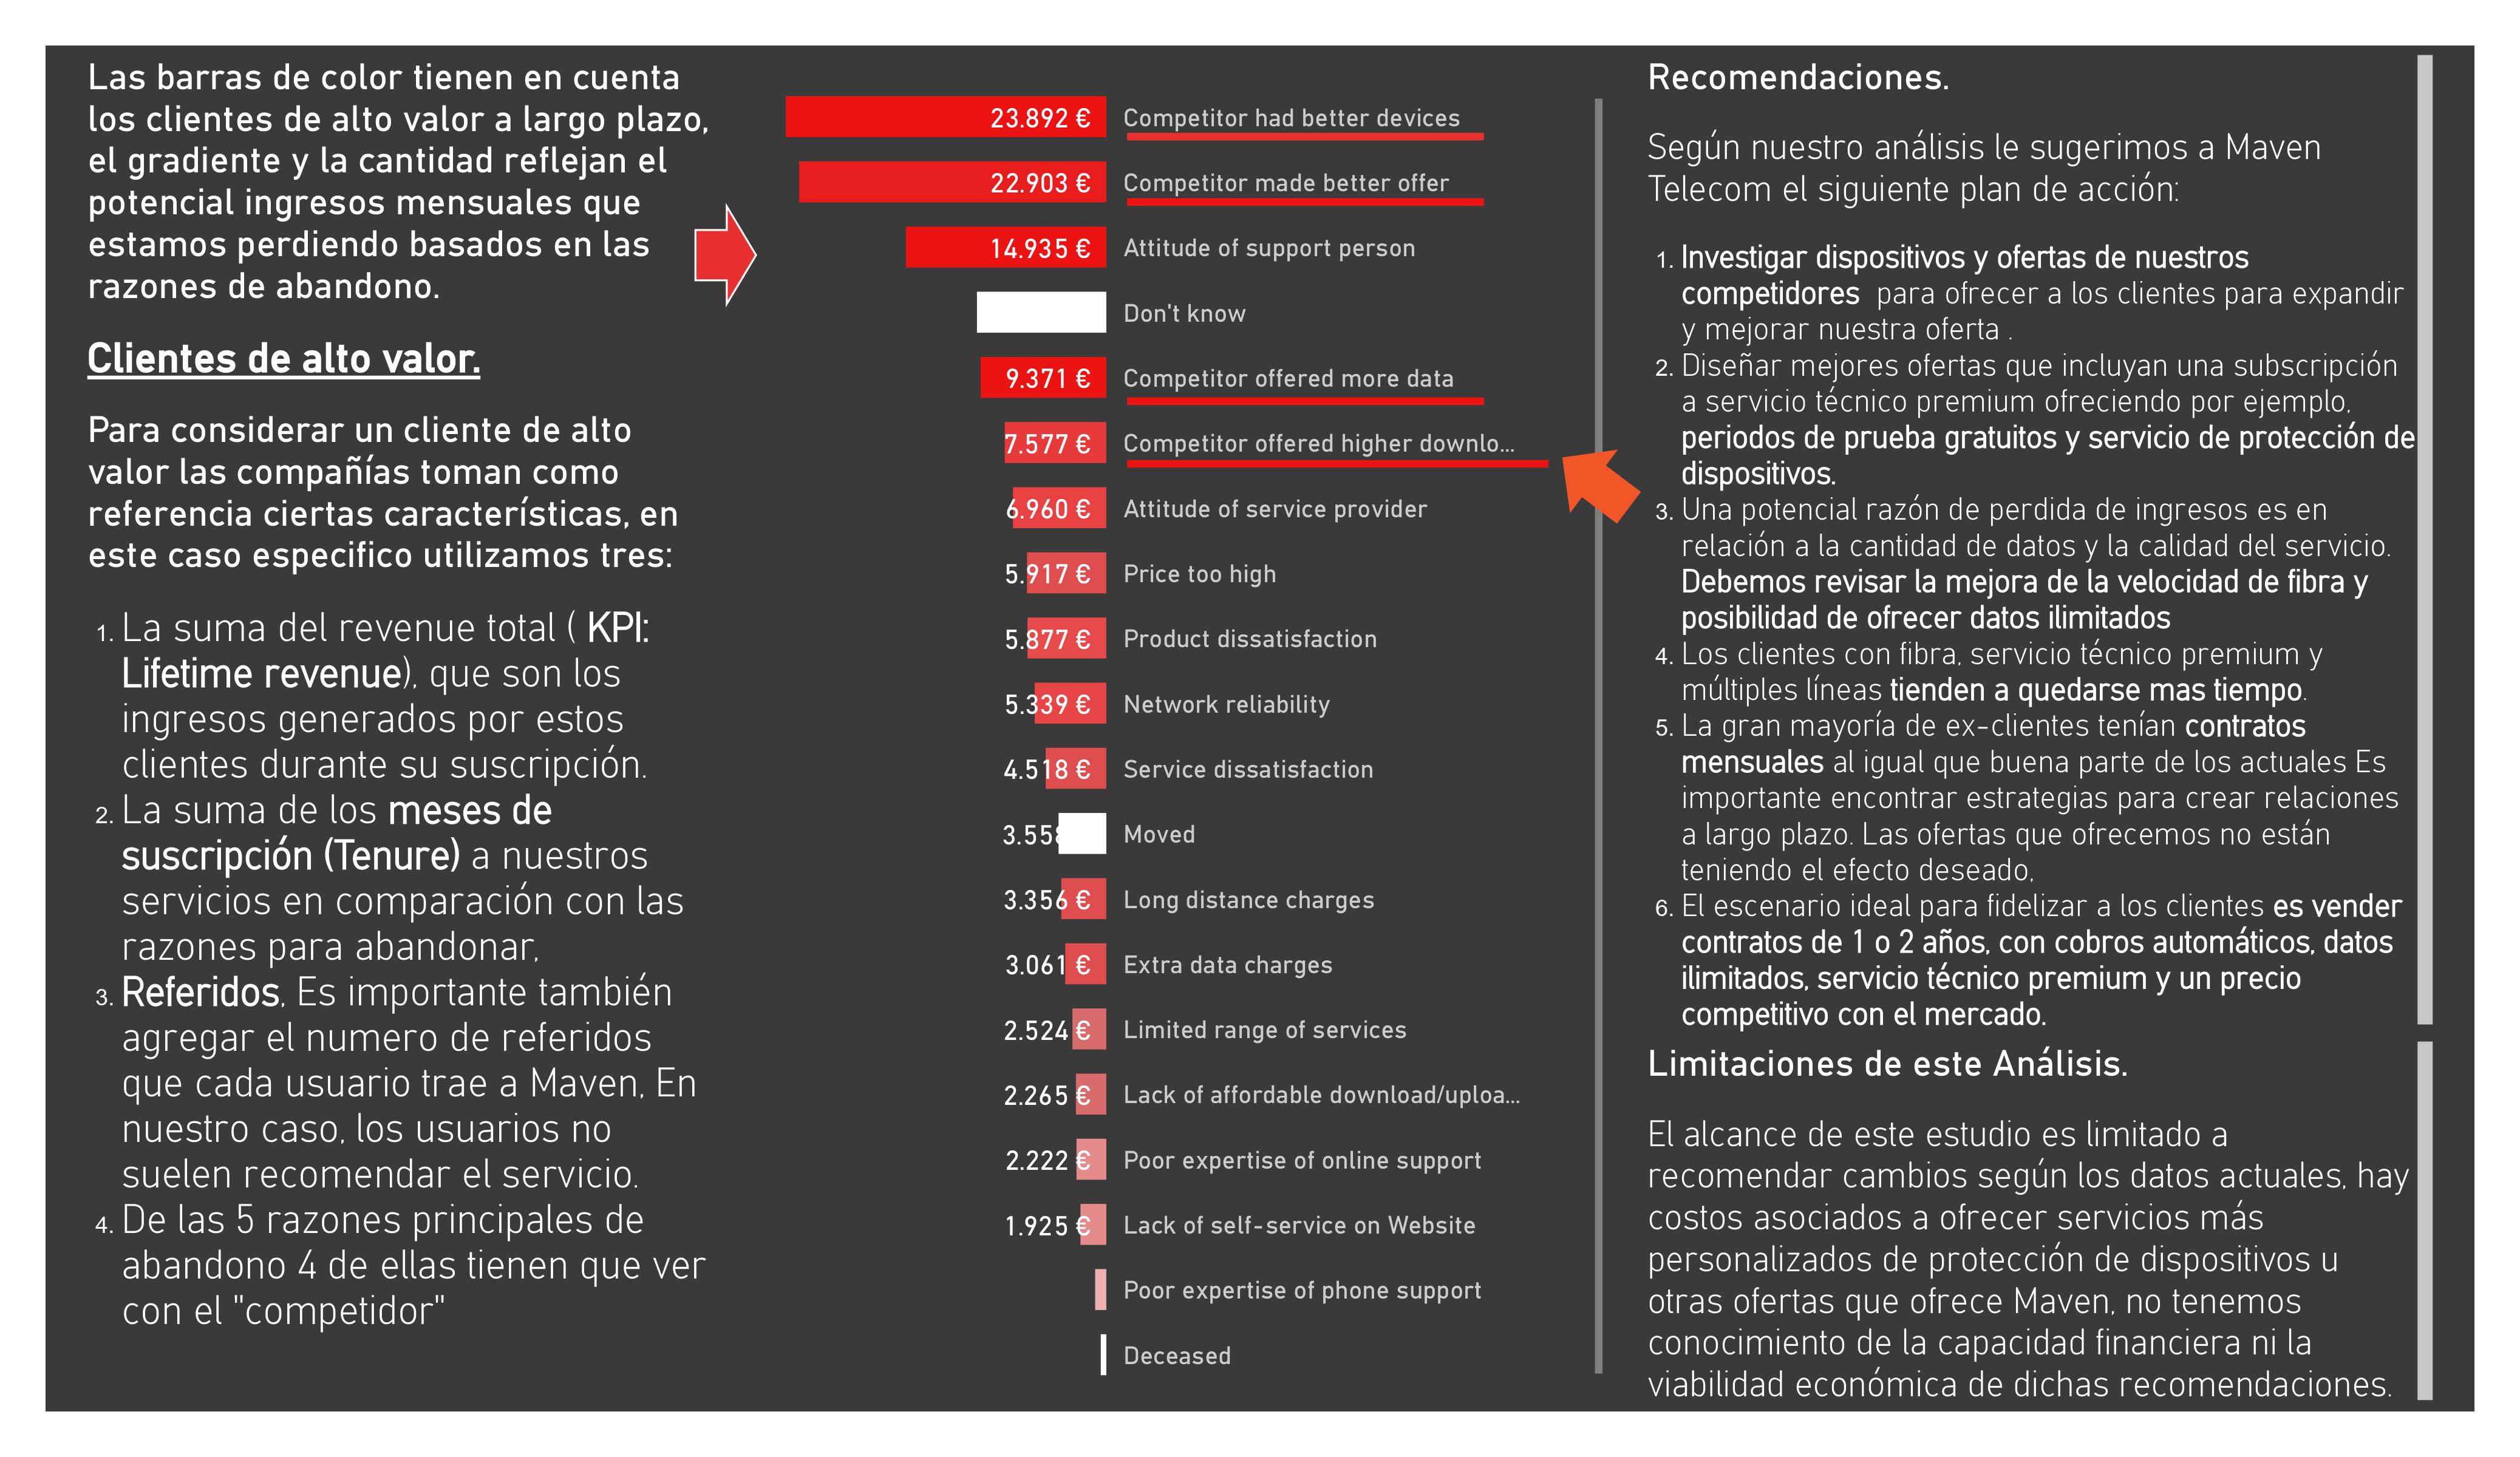 Las barras de color tienen en cuenta
los clientes de alto valor a largo plazo,
el gradiente y la cantidad reflejan el
potencial ingresos mensuales que
estamos perdiendo basados en las
razones de abandono.
Clientes de alto valor.
Para considerar un cliente de alto
valor las compañías toman como
referencia ciertas características, en
este caso especifico utilizamos tres:
1. La suma del revenue total ( KPI:
Lifetime revenue), que son los
ingresos generados por estos
clientes durante su suscripción.
2. La suma de los meses de
suscripción (Tenure) a nuestros
servicios en comparación con las
razones para abandonar,
3. Referidos, Es importante también
agregar el numero de referidos
que cada usuario trae a Maven, En
nuestro caso, los usuarios no
suelen recomendar el servicio.
4. De las 5 razones principales de
abandono 4 de ellas tienen que ver
con el "competidor"
23.892 € Competitor had better devices
22.903 € Competitor made better offer
14.935 € Attitude of support person
Don't know
9.371 € Competitor offered more data
7.577 € Competitor offered higher downlo...
6.960 € Attitude of service provider
5.917 € Price too high
5.877 € Product dissatisfaction
5.339 € Network reliability
4.518 € Service dissatisfaction
3.558 Moved
3.356 € Long distance charges
3.061 € Extra data charges
2.524 € Limited range of services
2.265 € Lack of affordable download/uploa...
2.222 € Poor expertise of online support
1.925 € Lack of self-service on Website
Poor expertise of phone support
Deceased
Recomendaciones.
Según nuestro análisis le sugerimos a Maven
Telecom el siguiente plan de acción:
1. Investigar dispositivos y ofertas de nuestros
competidores para ofrecer a los clientes para expandir
y mejorar nuestra oferta .
2. Diseñar mejores ofertas que incluyan una subscripción
a servicio técnico premium ofreciendo por ejemplo,
periodos de prueba gratuitos y servicio de protección de
dispositivos.
3. Una potencial razón de perdida de ingresos es en
relación a la cantidad de datos y la calidad del servicio.
Debemos revisar la mejora de la velocidad de fibra y
posibilidad de ofrecer datos ilimitados
4. Los clientes con fibra, servicio técnico premium y
múltiples líneas tienden a quedarse mas tiempo.
5. La gran mayoría de ex-clientes tenían contratos
mensuales al igual que buena parte de los actuales Es
importante encontrar estrategias para crear relaciones
a largo plazo. Las ofertas que ofrecemos no están
teniendo el efecto deseado,
6. El escenario ideal para fidelizar a los clientes es vender
contratos de 1 o 2 años, con cobros automáticos, datos
ilimitados, servicio técnico premium y un precio
competitivo con el mercado.
Limitaciones de este Análisis.
El alcance de este estudio es limitado a
recomendar cambios según los datos actuales, hay
costos asociados a ofrecer servicios más
personalizados de protección de dispositivos u
otras ofertas que ofrece Maven, no tenemos
conocimiento de la capacidad financiera ni la
viabilidad económica de dichas recomendaciones.